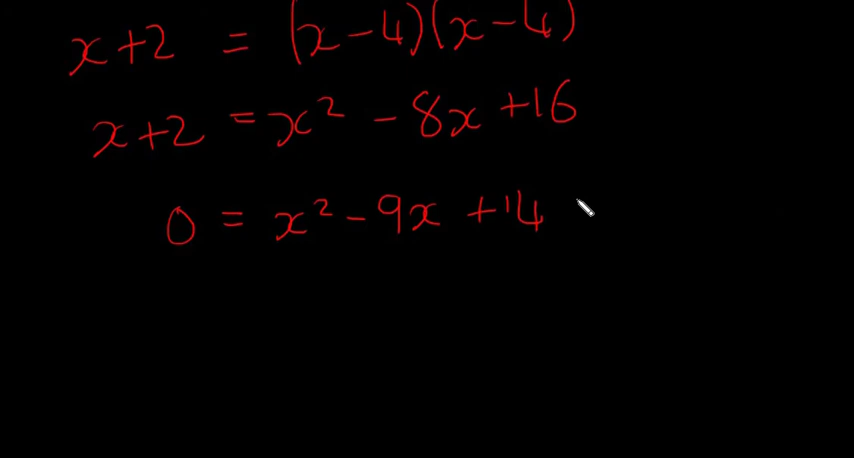 x+2 = (x-4)(x-4)
x+2 = x² - 8x +16
0 = x² - 9x +14